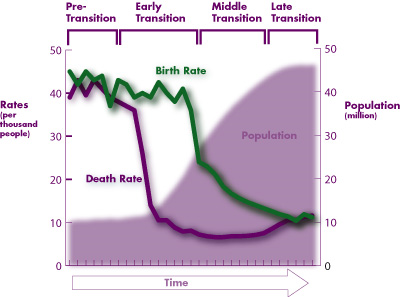 Pre-
Transition
Early
Transition
Middle
Transition
Late
Transition
50
40
30
20
10
0
Rates
(per
thousand
people)
Birth Rate
Death Rate
Population
50
40
30
20
10
0
Population
(million)
Time